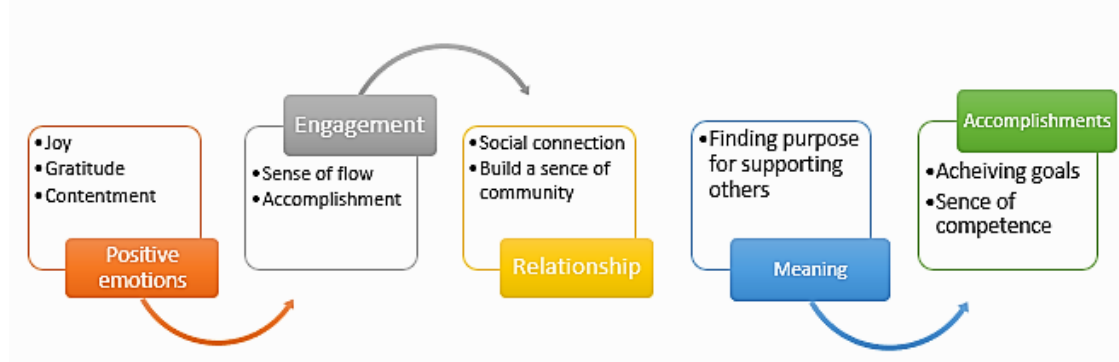 •Joy
•Gratitude
•Contentment
Positive
emotions
Engagement
•Sense of flow
•Accomplishment
•Social connection
•Build a sence of
community
Relationship
•Finding purpose
for supporting
others
Meaning
Accomplishments
•Acheiving goals
•Sence of
competence